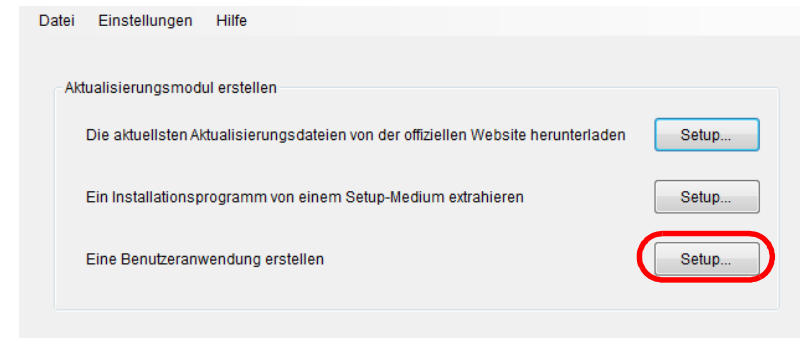 Datei Einstellungen Hilfe
Aktualisierungsmodul erstellen
Die aktuellsten Aktualisierungsdateien von der offiziellen Website herunterladen Setup...
Ein Installationsprogramm von einem Setup-Medium extrahieren Setup...
Eine Benutzeranwendung erstellen Setup...